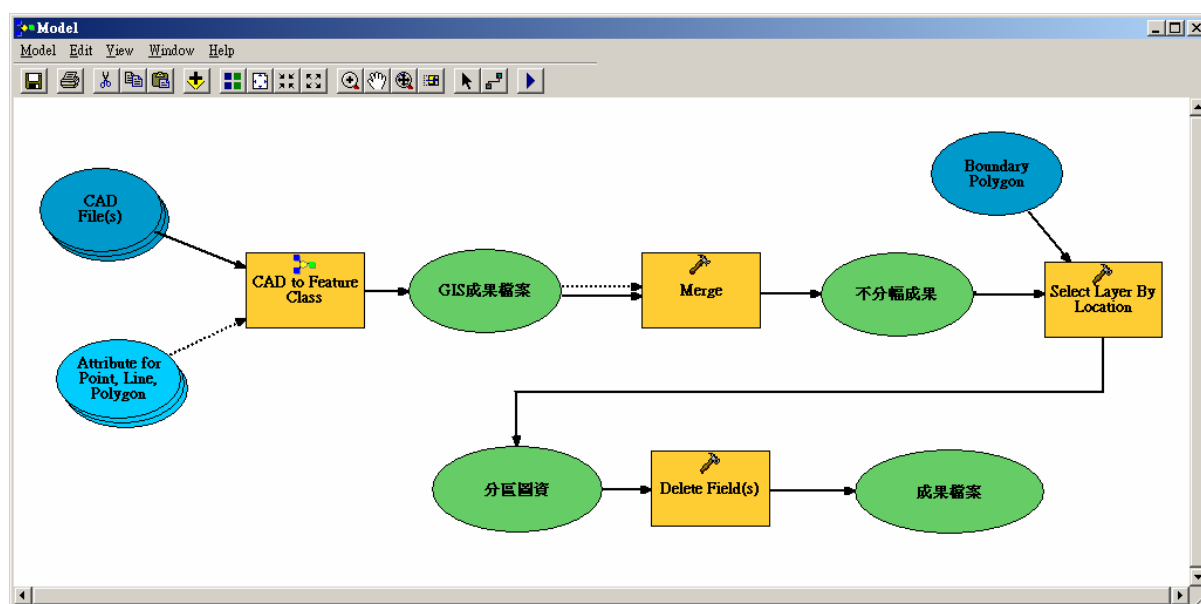 Model
Model Edit View Window Help
Boundary
Polygon
CAD
File(s)
CAD to Feature
Class
GIS成果檔案
Merge
不分幅成果
Select Layer By
Location
Attribute for
Point, Line,
Polygon
分區圖資
Delete Field(s)
成果檔案